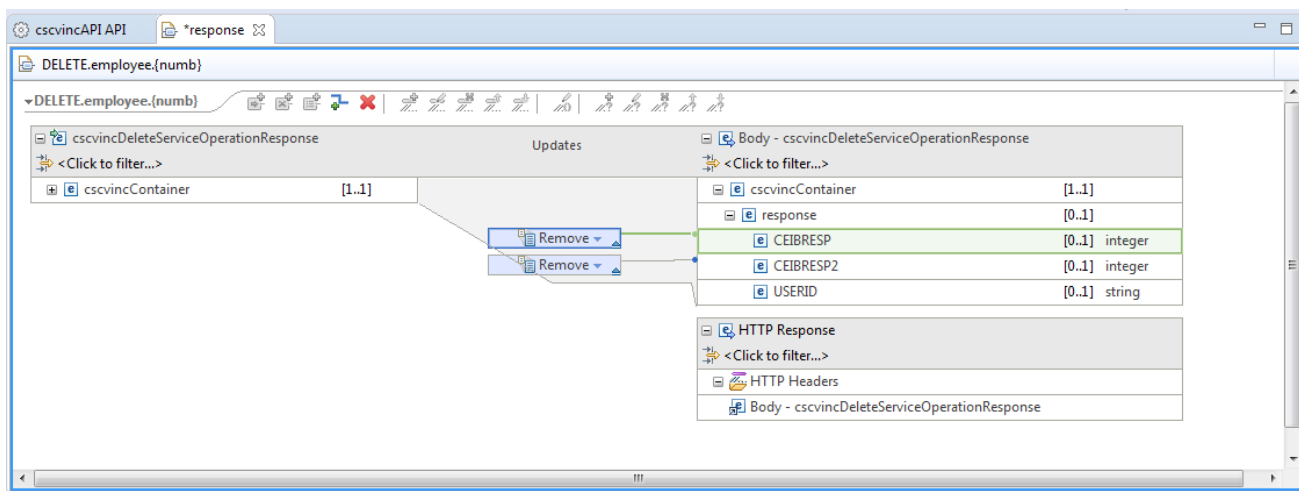 cscvincAPI API    *response
DELETE.employee.{numb}
DELETE.employee.{numb}
cscvincDeleteServiceOperationResponse    Updates    Body - cscvincDeleteServiceOperationResponse
<Click to filter...>    <Click to filter...>
cscvincContainer    [1..1]    cscvincContainer    [1..1]
response    [0..1]
Remove    CEIBRESP    [0..1]    integer
Remove    CEIBRESP2    [0..1]    integer
USERID    [0..1]    string
HTTP Response
<Click to filter...>
HTTP Headers
Body - cscvincDeleteServiceOperationResponse